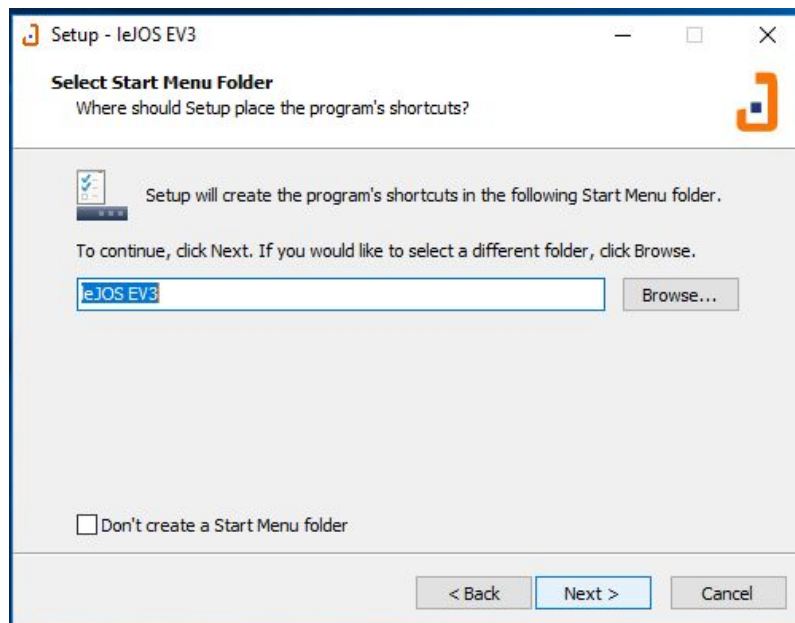 Setup - leJOS EV3
Select Start Menu Folder
Where should Setup place the program's shortcuts?
Setup will create the program's shortcuts in the following Start Menu folder.
To continue, click Next. If you would like to select a different folder, click Browse.
leJOS EV3
Browse...
Don't create a Start Menu folder
< Back
Next >
Cancel